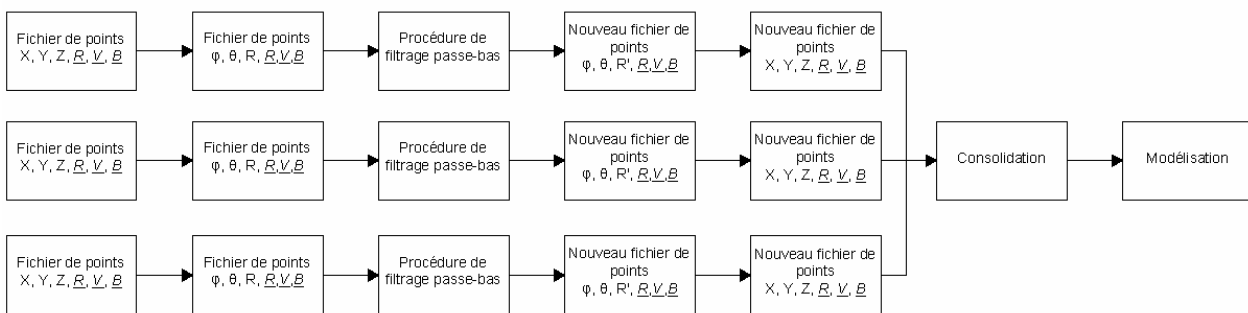 Fichier de points
X, Y, Z, R, V, B
Fichier de points
φ, θ, R, R,V,B
Procédure de
filtrage passe-bas
Nouveau fichier de
points
φ, θ, R', R,V,B
Nouveau fichier de
points
X, Y, Z, R, V, B
Fichier de points
X, Y, Z, R, V, B
Fichier de points
φ, θ, R, R,V,B
Procédure de
filtrage passe-bas
Nouveau fichier de
points
φ, θ, R', R,V,B
Nouveau fichier de
points
X, Y, Z, R, V, B
Consolidation
Modélisation
Fichier de points
X, Y, Z, R, V, B
Fichier de points
φ, θ, R, R,V,B
Procédure de
filtrage passe-bas
Nouveau fichier de
points
φ, θ, R', R,V,B
Nouveau fichier de
points
X, Y, Z, R, V, B